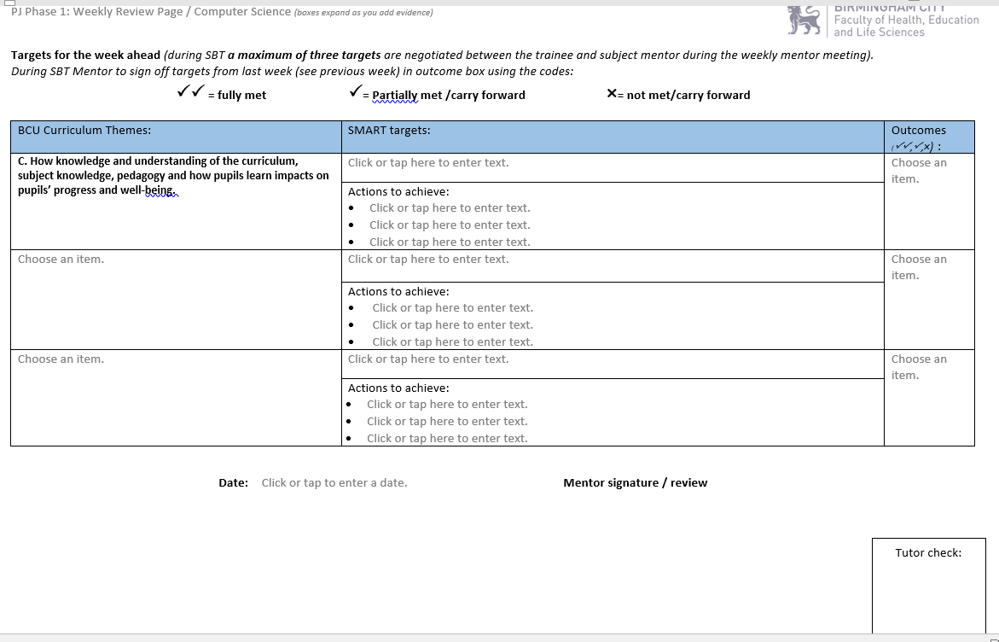 PJ Phase 1: Weekly Review Page / Computer Science (boxes expand as you add evidence)
BIRMINGHAM CITY
Faculty of Health, Education
and Life Sciences
Targets for the week ahead (during SBT a maximum of three targets are negotiated between the trainee and subject mentor during the weekly mentor meeting).
During SBT Mentor to sign off targets from last week (see previous week) in outcome box using the codes:
✓✓ = fully met ✓= Partially met /carry forward ✕= not met/carry forward
BCU Curriculum Themes: SMART targets: Outcomes
(✓✓,✓,x) :
C. How knowledge and understanding of the curriculum,
subject knowledge, pedagogy and how pupils learn impacts on
pupils’ progress and well-being.
Click or tap here to enter text.
Actions to achieve:
• Click or tap here to enter text.
• Click or tap here to enter text.
• Click or tap here to enter text.
Choose an
item.
Choose an item.
Click or tap here to enter text.
Actions to achieve:
• Click or tap here to enter text.
• Click or tap here to enter text.
• Click or tap here to enter text.
Choose an
item.
Choose an item.
Click or tap here to enter text.
Actions to achieve:
• Click or tap here to enter text.
• Click or tap here to enter text.
• Click or tap here to enter text.
Choose an
item.
Date: Click or tap to enter a date. Mentor signature / review
Tutor check: